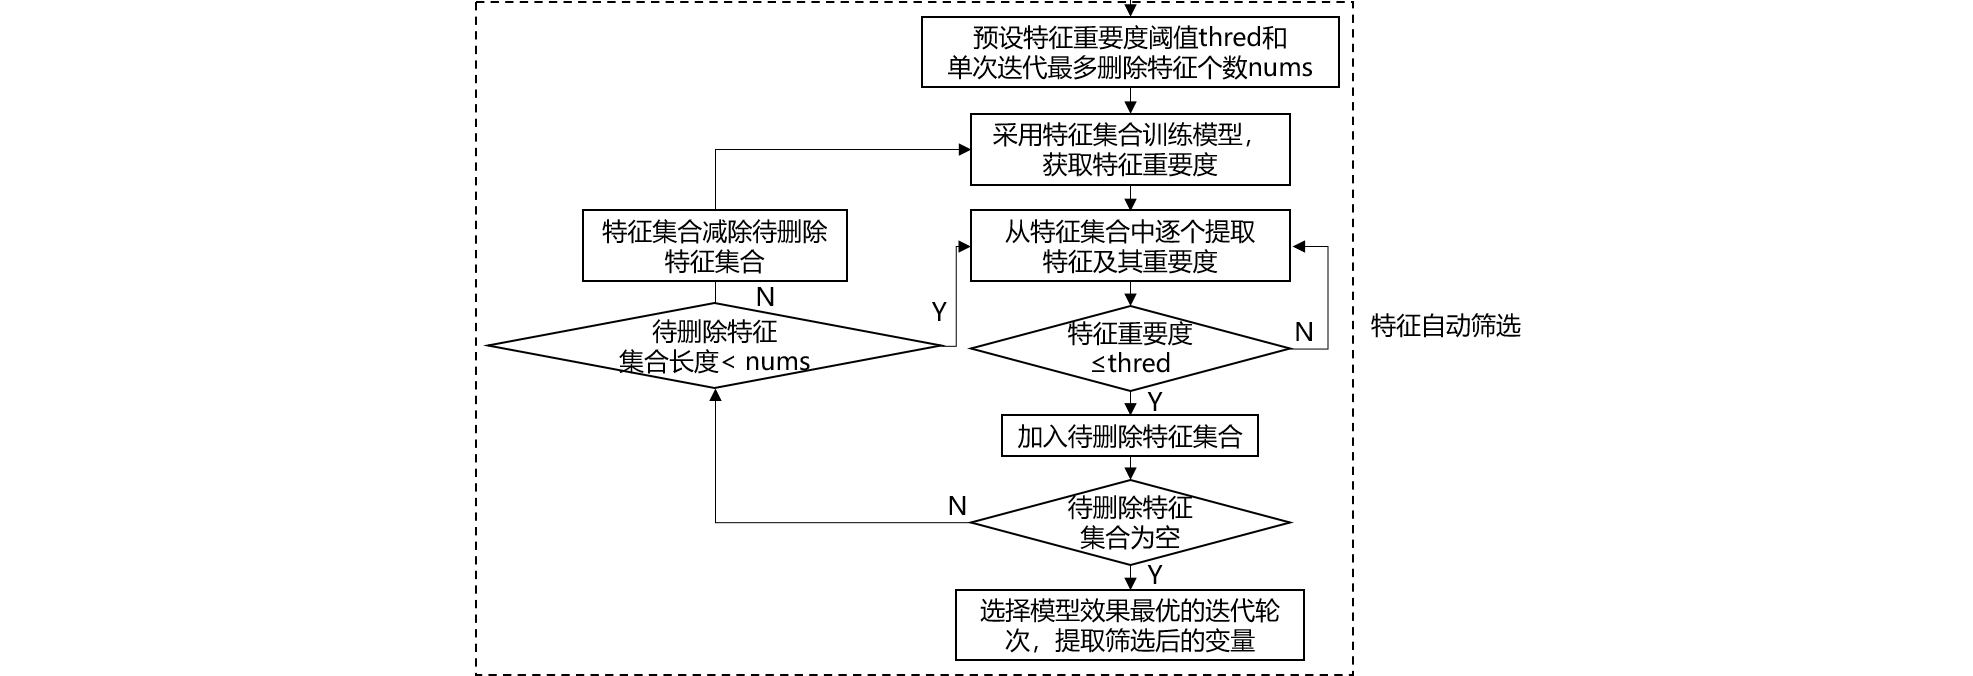 预设特征重要度阈值thred和
单次迭代最多删除特征个数nums
采用特征集合训练模型，
获取特征重要度
特征集合减除待删除
特征集合
从特征集合中逐个提取
特征及其重要度
N
Y
待删除特征
集合长度< nums
特征重要度
≤thred
N
特征自动筛选
Y
加入待删除特征集合
N
待删除特征
集合为空
Y
选择模型效果最优的迭代轮
次，提取筛选后的变量